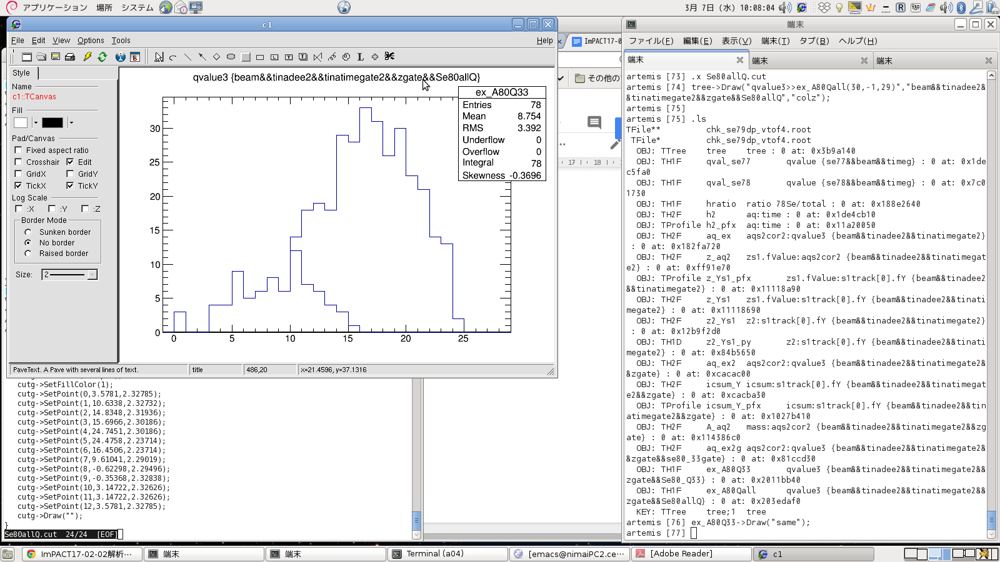 アプリケーション 場所 システム
3月 7日 (水) 10:08:04
c1
File Edit View Options Tools Help
Style
Name
c1::TCanvas
Fill
Pad/Canvas
Fixed aspect ratio
Crosshair Edit
GridX GridY
TickX TickY
Log Scale
:X :Y :Z
Border Mode
Sunken border
No border
Raised border
Size: 2
qvalue3 {beam&&tinadee2&&tinatimegate2&&zgate&&Se80allQ}
ex_A80Q33
Entries 78
Mean 8.754
RMS 3.392
Underflow 0
Overflow 0
Integral 78
Skewness -0.3696
30
25
20
15
10
5
0
0 5 10 15 20 25
PaveText. A Pave with several lines of text. title 486,20 x=21.4596, y=37.1316
ImPACT17-0
その他の
17 18
cutg->SetFillColor(1);
cutg->SetPoint(0,3.5781,2.32785);
cutg->SetPoint(1,10.6338,2.32732);
cutg->SetPoint(2,14.8348,2.31936);
cutg->SetPoint(3,15.6966,2.30186);
cutg->SetPoint(4,24.7451,2.30186);
cutg->SetPoint(5,24.4758,2.23714);
cutg->SetPoint(6,16.4506,2.23714);
cutg->SetPoint(7,9.61041,2.29019);
cutg->SetPoint(8,-0.62298,2.29496);
cutg->SetPoint(9,-0.35368,2.32838);
cutg->SetPoint(10,3.14722,2.32626);
cutg->SetPoint(11,3.14722,2.32626);
cutg->SetPoint(12,3.5781,2.32785);
cutg->Draw("");
}
Se80allQ.cut 24/24 [EOF]
端末
ファイル(F) 編集(E) 表示(V) 端末(T) タブ(B) ヘルプ(H)
端末 端末 端末
artemis [73] .x Se80allQ.cut
artemis [74] tree->Draw("qvalue3>>ex_A80Qall(30,-1,29)","beam&&tinadee2&
&tinatimegate2&&zgate&&Se80allQ","colz");
artemis [75]
artemis [75] .ls
TFile** chk_se79dp_vtof4.root
TFile* chk_se79dp_vtof4.root
OBJ: TTree tree tree : 0 at: 0x3b9a140
OBJ: TH1F qval_se77 qvalue {se77&&beam&&timeg} : 0 at: 0x1de
c5fa0
OBJ: TH1F qval_se78 qvalue {se78&&beam&&timeg} : 0 at: 0x7c0
1730
OBJ: TH1F hratio ratio 78Se/total : 0 at: 0x188e2640
OBJ: TH2F h2 aq:time : 0 at: 0x1de4cb10
OBJ: TProfile h2_pfx aq:time : 0 at: 0x11a20050
OBJ: TH2F aq_ex aqs2cor2:qvalue3 {beam&&tinadee2&&tinatimegate2}
: 0 at: 0x182fa720
OBJ: TH2F z_aq2 zs1.fValue:aqs2cor2 {beam&&tinadee2&&tinatimegat
e2} : 0 at: 0xff91e70
OBJ: TProfile z_Ys1_pfx zs1.fValue:s1track[0].fY {beam&&tinadee2
&&tinatimegate2} : 0 at: 0x11118a90
OBJ: TH2F z_Ys1 zs1.fValue:s1track[0].fY {beam&&tinadee2&&tinati
megate2} : 0 at: 0x11118690
OBJ: TH2F z2_Ys1 z2:s1track[0].fY {beam&&tinadee2&&tinatimegate2}
: 0 at: 0x12b9f2d0
OBJ: TH1D z2_Ys1_py z2:s1track[0].fY {beam&&tinadee2&&tinati
megate2} : 0 at: 0x84b5650
OBJ: TH2F aq_ex2 aqs2cor2:qvalue3 {beam&&tinadee2&&tinatimegate2&
&zgate} : 0 at: 0xcacac00
OBJ: TH2F icsum_Y icsum:s1track[0].fY {beam&&tinadee2&&tinatimegat
e2&&zgate} : 0 at: 0xcacba30
OBJ: TProfile icsum_Y_pfx icsum:s1track[0].fY {beam&&tinadee2&&tin
atimegate2&&zgate} : 0 at: 0x1027b410
OBJ: TH2F A_aq2 mass:aqs2cor2 {beam&&tinadee2&&tinatimegate2&&zg
ate} : 0 at: 0x114386c0
OBJ: TH2F aq_ex2g aqs2cor2:qvalue3 {beam&&tinadee2&&tinatimegate2&
&zgate&&se80_33gate} : 0 at: 0x81ccd30
OBJ: TH1F ex_A80Q33 qvalue3 {beam&&tinadee2&&tinatimegate2&&
zgate&&Se80_Q33} : 0 at: 0x2011bb40
OBJ: TH1F ex_A80Qall qvalue3 {beam&&tinadee2&&tinatimegate2&&
zgate&&Se80allQ} : 0 at: 0x203edaf0
KEY: TTree tree;1 tree
artemis [76] ex_A80Q33->Draw("same");
artemis [77]
ImPACT17-02-02解析… 端末 端末 Terminal (a04) [emacs@nimaiPC2.ce… [Adobe Reader] c1